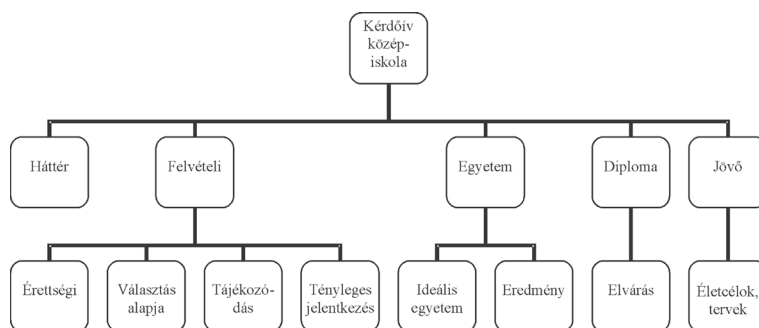 Kérdőív
közép-
iskola
Háttér
Felvételi
Egyetem
Diploma
Jövő
Érettségi
Választás
alapja
Tájékozó-
dás
Tényleges
jelentkezés
Ideális
egyetem
Eredmény
Elvárás
Életcélok,
tervek